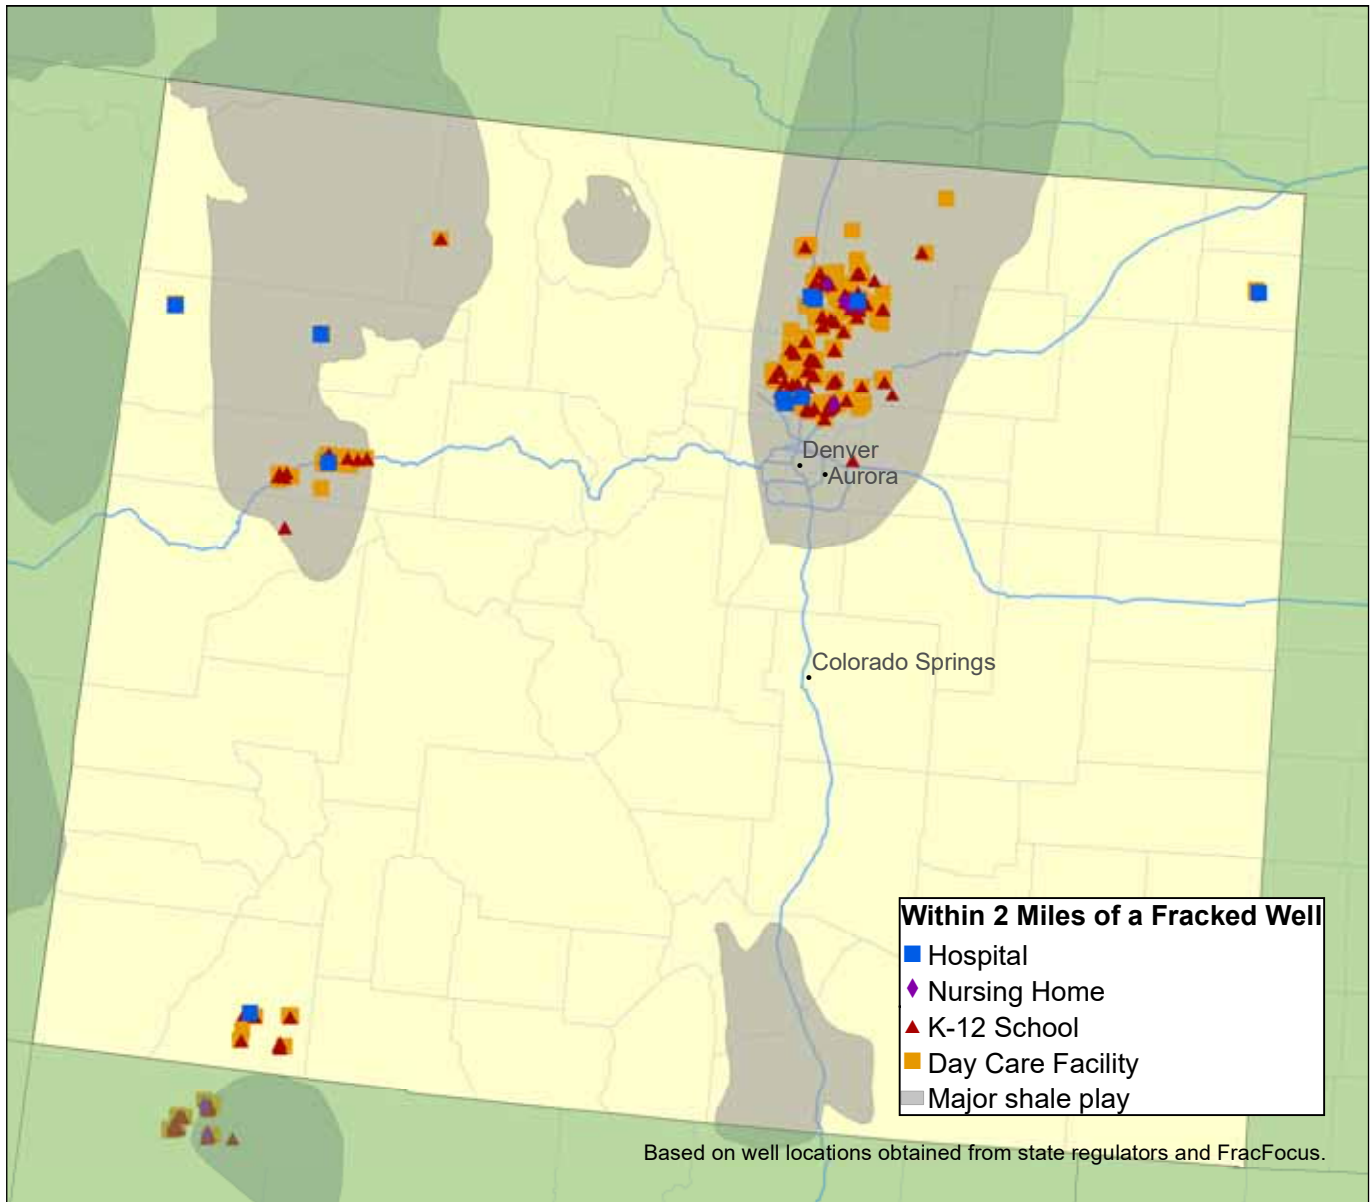 Denver
Aurora
Colorado Springs
Within 2 Miles of a Fracked Well
Hospital
Nursing Home
K-12 School
Day Care Facility
Major shale play
Based on well locations obtained from state regulators and FracFocus.